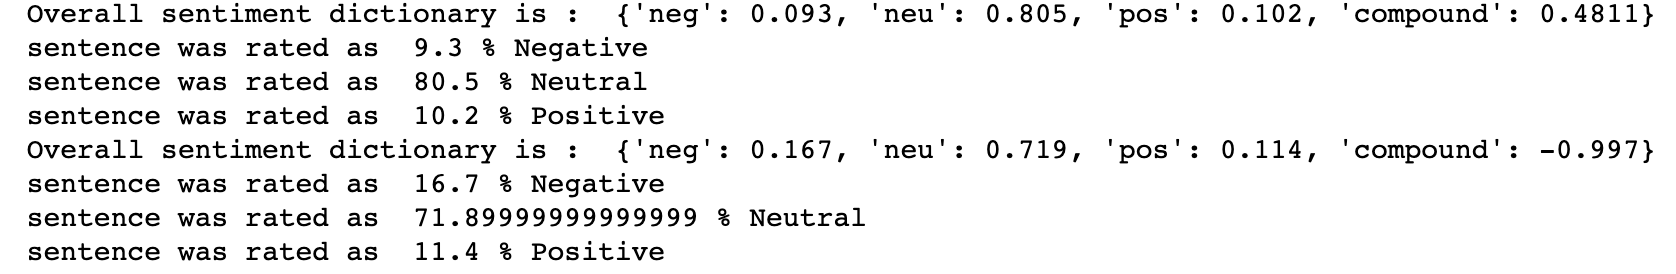 Overall sentiment dictionary is :  {'neg': 0.093, 'neu': 0.805, 'pos': 0.102, 'compound': 0.4811}
sentence was rated as  9.3 % Negative
sentence was rated as  80.5 % Neutral
sentence was rated as  10.2 % Positive
Overall sentiment dictionary is :  {'neg': 0.167, 'neu': 0.719, 'pos': 0.114, 'compound': -0.997}
sentence was rated as  16.7 % Negative
sentence was rated as  71.89999999999999 % Neutral
sentence was rated as  11.4 % Positive